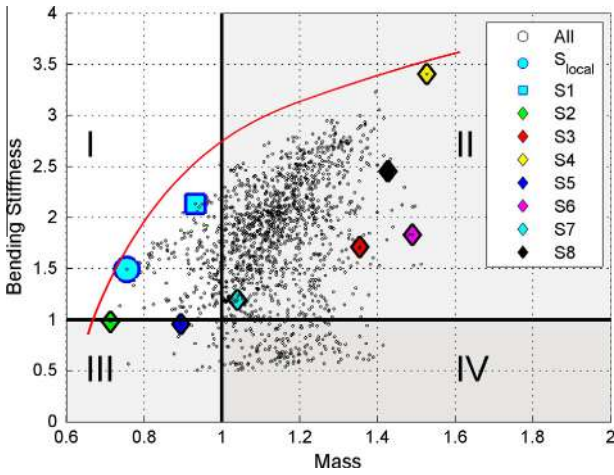 4
3.5
3
2.5
2
1.5
1
0.5
0
Bending Stiffness
0.6
0.8
1
1.2
1.4
1.6
1.8
2
Mass
I
II
III
IV
All
S_local
S1
S2
S3
S4
S5
S6
S7
S8